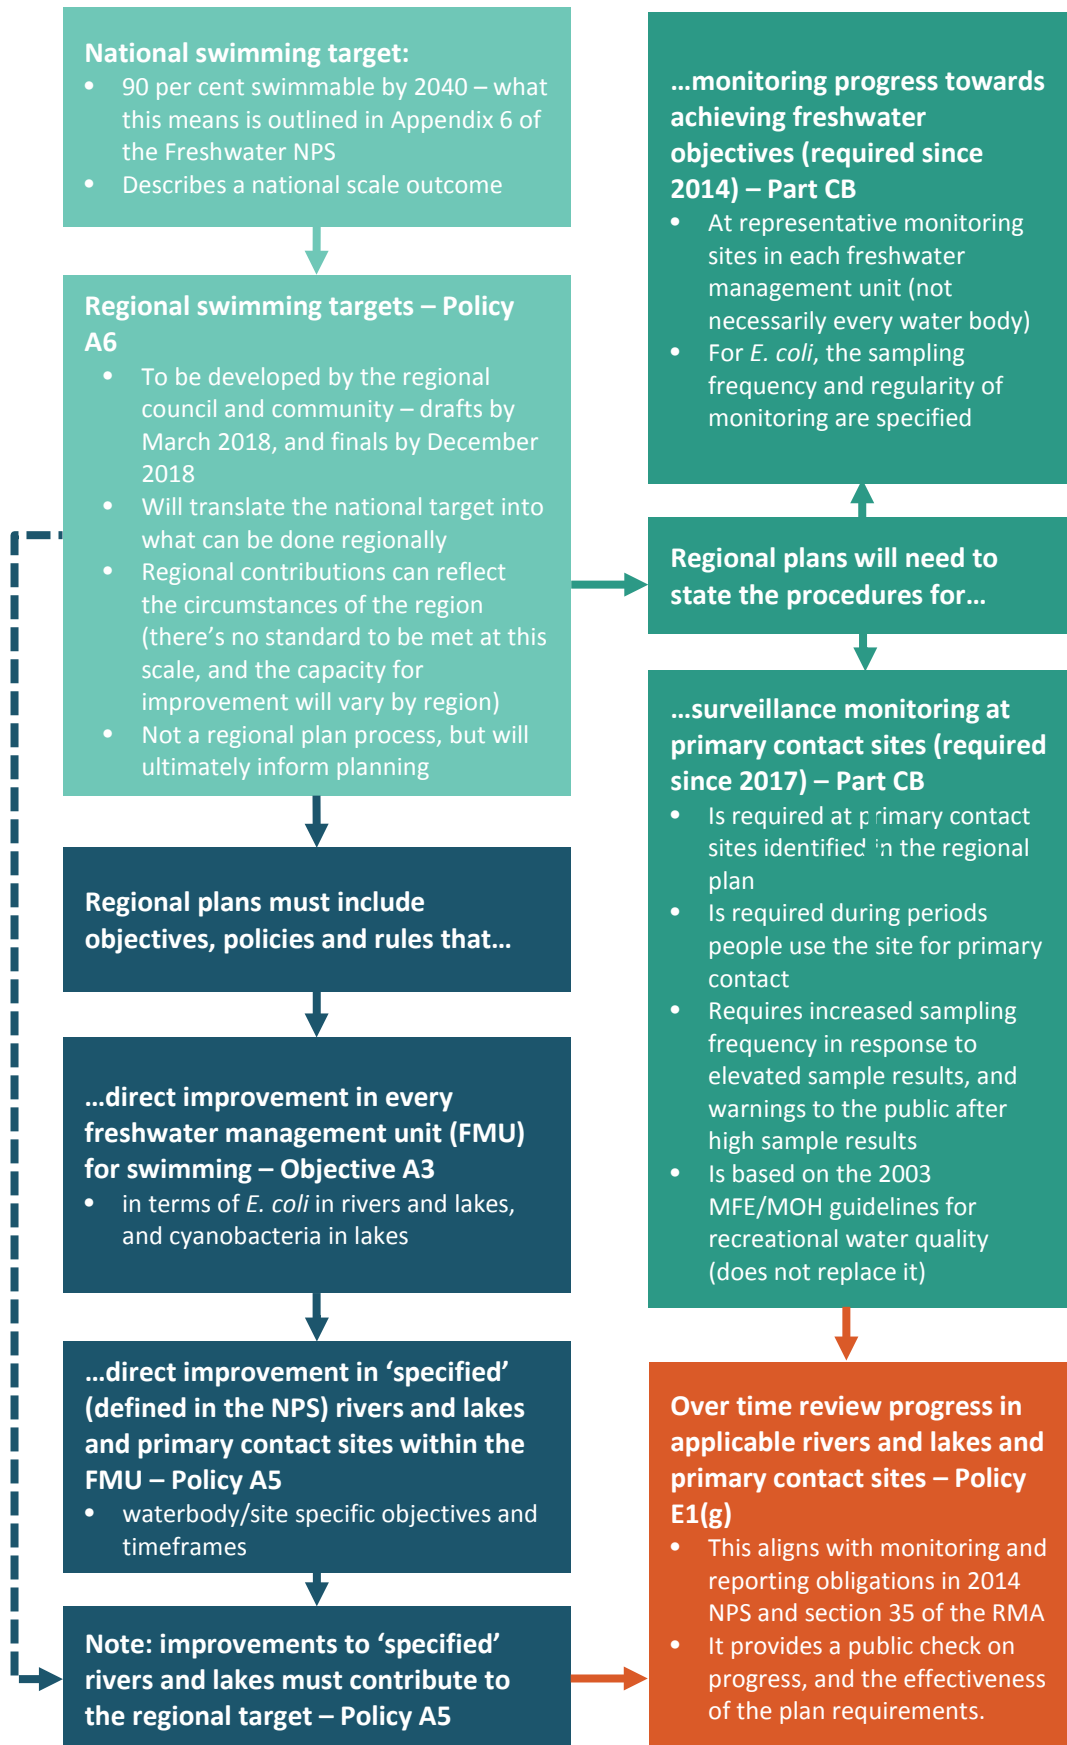 National swimming target:
• 90 per cent swimmable by 2040 – what
this means is outlined in Appendix 6 of
the Freshwater NPS
• Describes a national scale outcome
Regional swimming targets – Policy
A6
• To be developed by the regional
council and community – drafts by
March 2018, and finals by December
2018
• Will translate the national target into
what can be done regionally
• Regional contributions can reflect
the circumstances of the region
(there’s no standard to be met at this
scale, and the capacity for
improvement will vary by region)
• Not a regional plan process, but will
ultimately inform planning
Regional plans must include
objectives, policies and rules that…
…direct improvement in every
freshwater management unit (FMU)
for swimming – Objective A3
• in terms of E. coli in rivers and lakes,
and cyanobacteria in lakes
…direct improvement in ‘specified’
(defined in the NPS) rivers and lakes
and primary contact sites within the
FMU – Policy A5
• waterbody/site specific objectives and
timeframes
Note: improvements to ‘specified’
rivers and lakes must contribute to
the regional target – Policy A5
…monitoring progress towards
achieving freshwater
objectives (required since
2014) – Part CB
• At representative monitoring
sites in each freshwater
management unit (not
necessarily every water body)
• For E. coli, the sampling
frequency and regularity of
monitoring are specified
Regional plans will need to
state the procedures for…
…surveillance monitoring at
primary contact sites (required
since 2017) – Part CB
• Is required at primary contact
sites identified in the regional
plan
• Is required during periods
people use the site for primary
contact
• Requires increased sampling
frequency in response to
elevated sample results, and
warnings to the public after
high sample results
• Is based on the 2003
MFE/MOH guidelines for
recreational water quality
(does not replace it)
Over time review progress in
applicable rivers and lakes and
primary contact sites – Policy
E1(g)
• This aligns with monitoring and
reporting obligations in 2014
NPS and section 35 of the RMA
• It provides a public check on
progress, and the effectiveness
of the plan requirements.